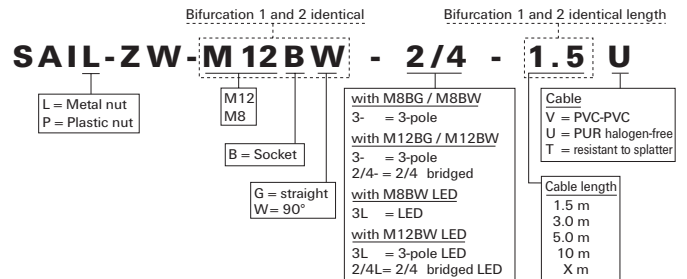 Bifurcation 1 and 2 identical
Bifurcation 1 and 2 identical length
SAIL-ZW-M12BW - 2/4 - 1.5 U
L = Metal nut
P = Plastic nut
M12
M8
B = Socket
G = straight
W= 90°
with M8BG / M8BW
3- = 3-pole
with M12BG / M12BW
3- = 3-pole
2/4- = 2/4 bridged
with M8BW LED
3L = LED
with M12BW LED
3L = 3-pole LED
2/4L= 2/4 bridged LED
Cable
V = PVC-PVC
U = PUR halogen-free
T = resistant to splatter
Cable length
1.5 m
3.0 m
5.0 m
10 m
X m